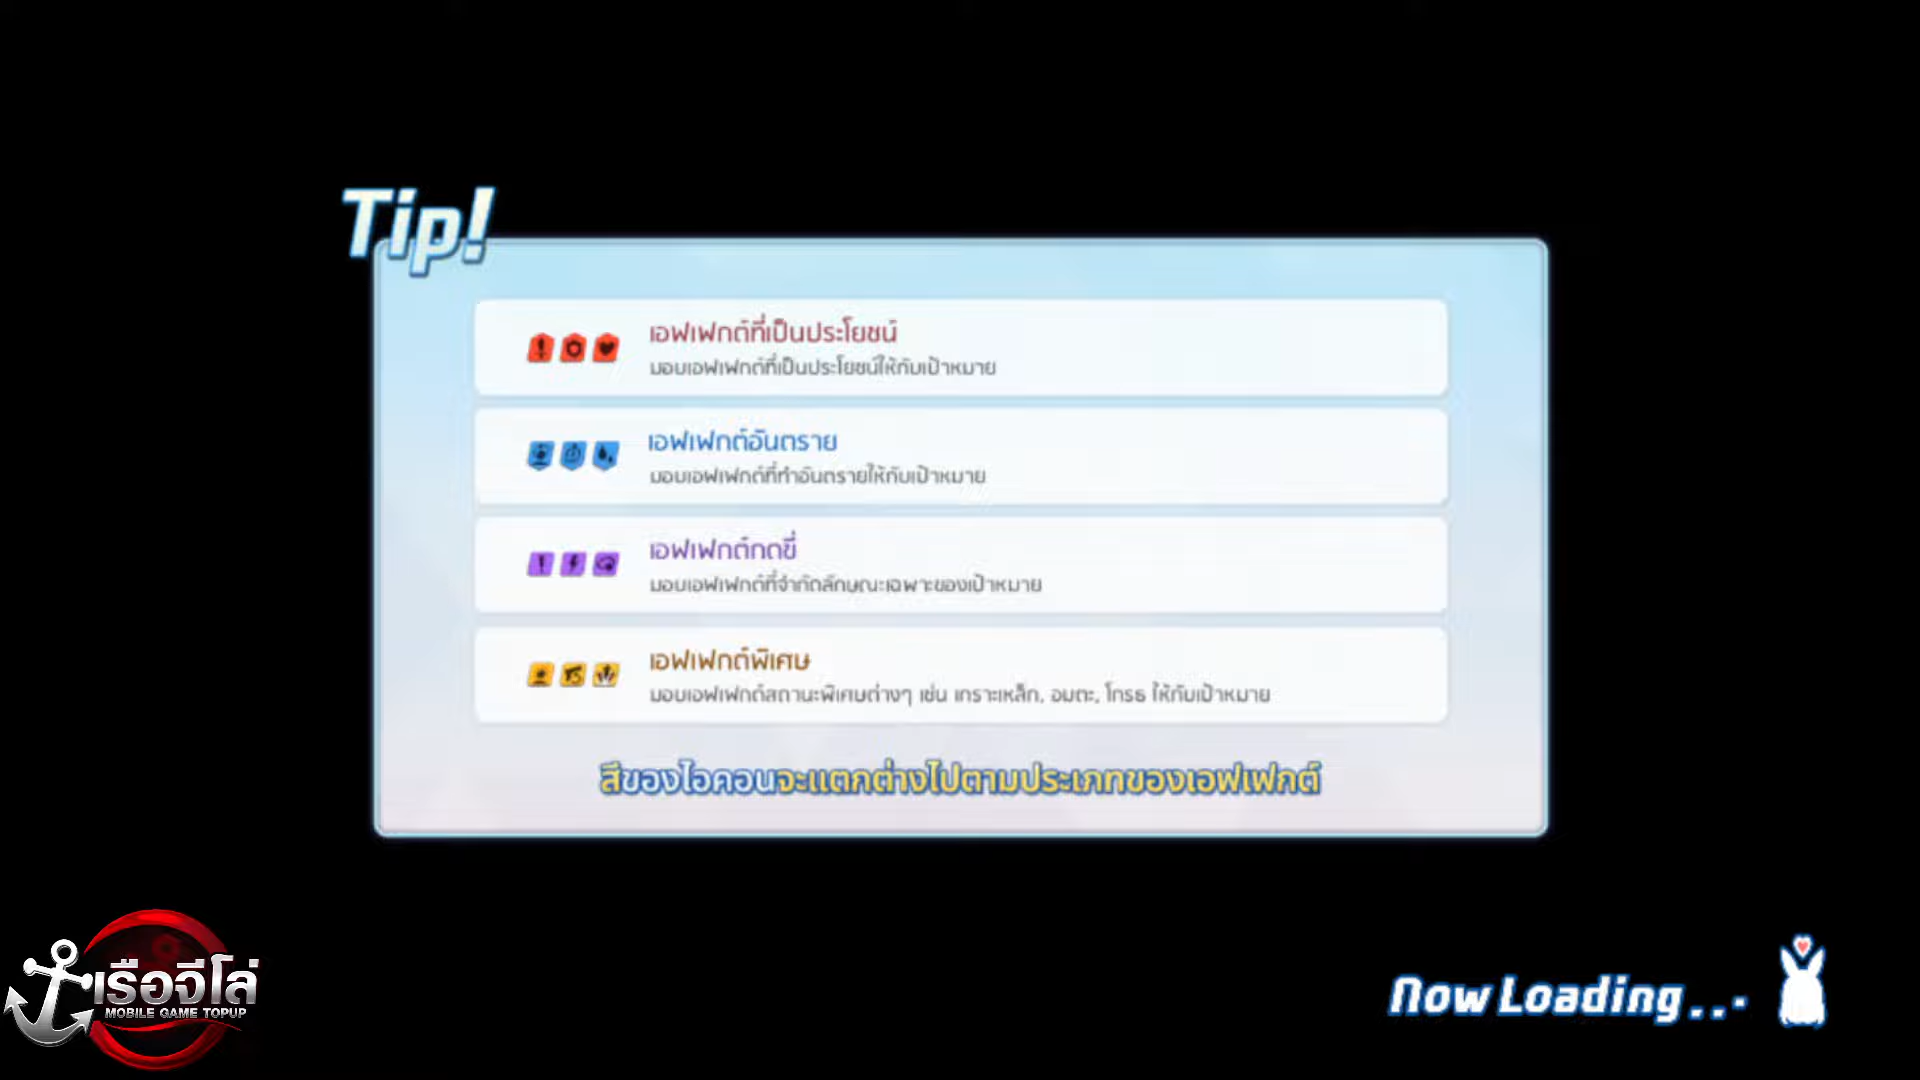 Tip!
เอฟเฟกต์ที่เป็นประโยชน์
มอบเอฟเฟกต์ที่เป็นประโยชน์ให้กับเป้าหมาย
เอฟเฟกต์อันตราย
มอบเอฟเฟกต์ที่ทำอันตรายให้กับเป้าหมาย
เอฟเฟกต์กดขี่
มอบเอฟเฟกต์ที่จำกัดลักษณะเฉพาะของเป้าหมาย
เอฟเฟกต์พิเศษ
มอบเอฟเฟกต์สถานะพิเศษต่างๆ เช่น เกราะเหล็ก, อมตะ, โกรธ ให้กับเป้าหมาย
สีของไอคอนจะแตกต่างไปตามประเภทของเอฟเฟกต์
เรือจีโล่
MOBILE GAME TOPUP
Now Loading...